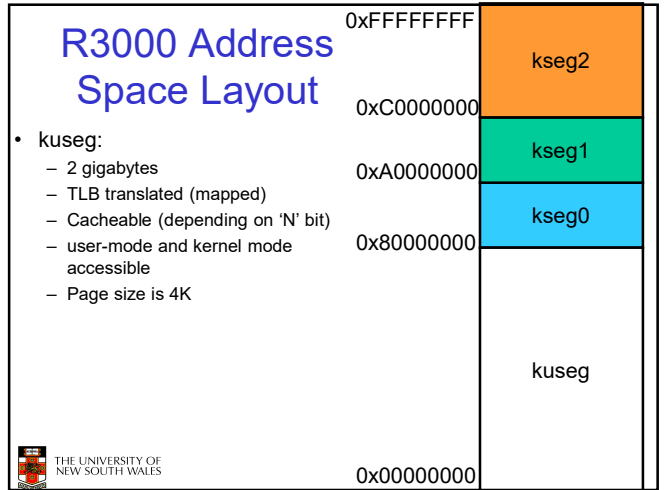 R3000 Address
Space Layout
• kuseg:
– 2 gigabytes
– TLB translated (mapped)
– Cacheable (depending on ‘N’ bit)
– user-mode and kernel mode
accessible
– Page size is 4K
0xFFFFFFFF
kseg2
0xC0000000
kseg1
0xA0000000
kseg0
0x80000000
kuseg
0x00000000
THE UNIVERSITY OF
NEW SOUTH WALES